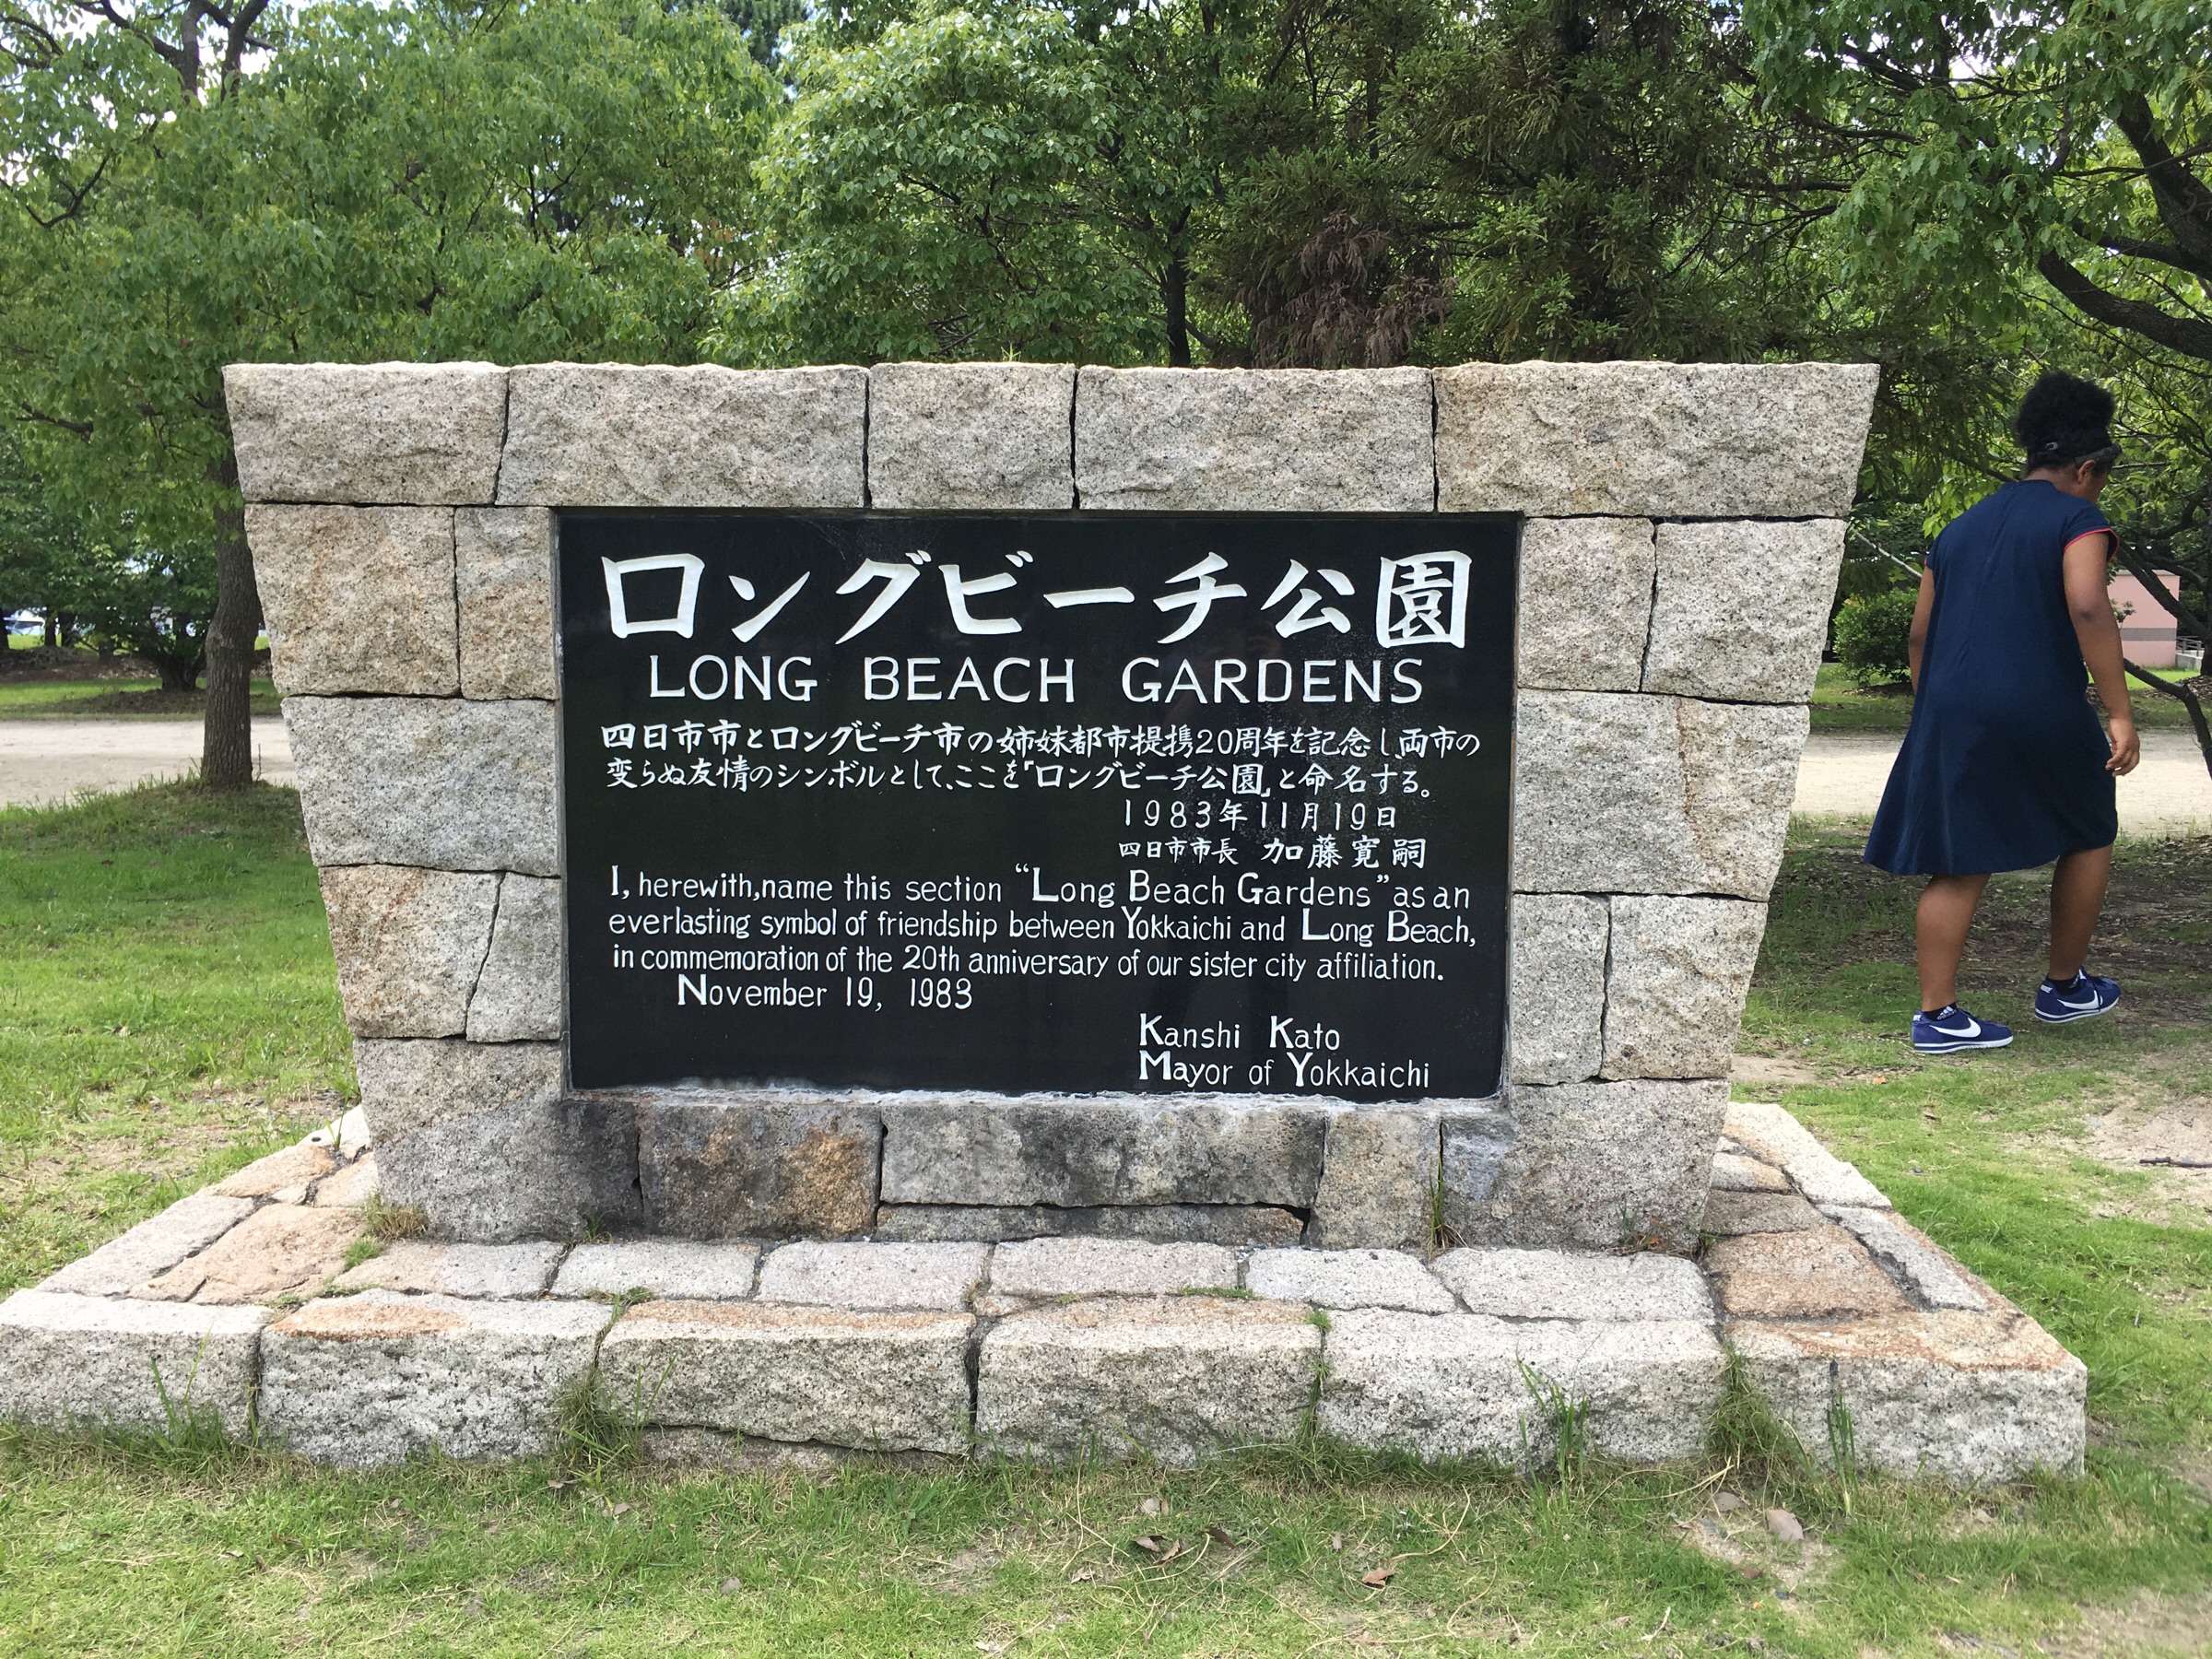 ロングビーチ公園
LONG BEACH GARDENS
四日市市とロングビーチ市の姉妹都市提携20周年を記念し、両市の
変らぬ友情のシンボルとして、ここを「ロングビーチ公園」と命名する。
1983年11月19日
四日市市長 加藤寛嗣
I, herewith, name this section “Long Beach Gardens” as an
everlasting symbol of friendship between Yokkaichi and Long Beach,
in commemoration of the 20th anniversary of our sister city affiliation.
November 19, 1983
Kanshi Kato
Mayor of Yokkaichi